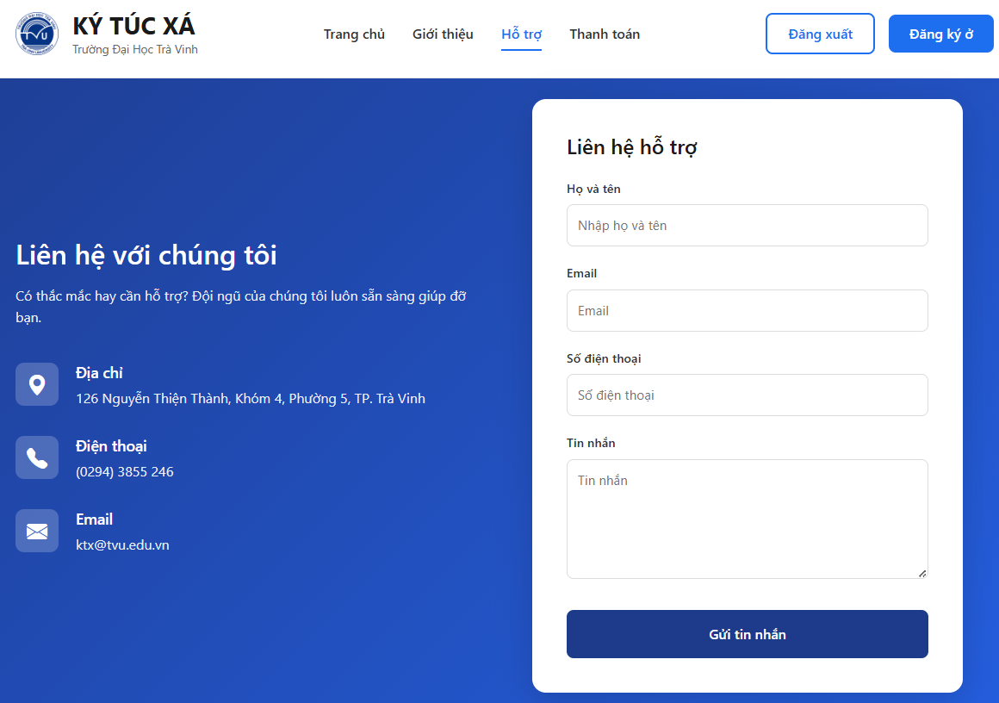 KÝ TÚC XÁ
Trường Đại Học Trà Vinh
Trang chủ
Giới thiệu
Hỗ trợ
Thanh toán
Đăng xuất
Đăng ký ở
Liên hệ với chúng tôi
Có thắc mắc hay cần hỗ trợ? Đội ngũ của chúng tôi luôn sẵn sàng giúp đỡ
bạn.
Địa chỉ
126 Nguyễn Thiện Thành, Khóm 4, Phường 5, TP. Trà Vinh
Điện thoại
(0294) 3855 246
Email
ktx@tvu.edu.vn
Liên hệ hỗ trợ
Họ và tên
Nhập họ và tên
Email
Email
Số điện thoại
Số điện thoại
Tin nhắn
Tin nhắn
Gửi tin nhắn